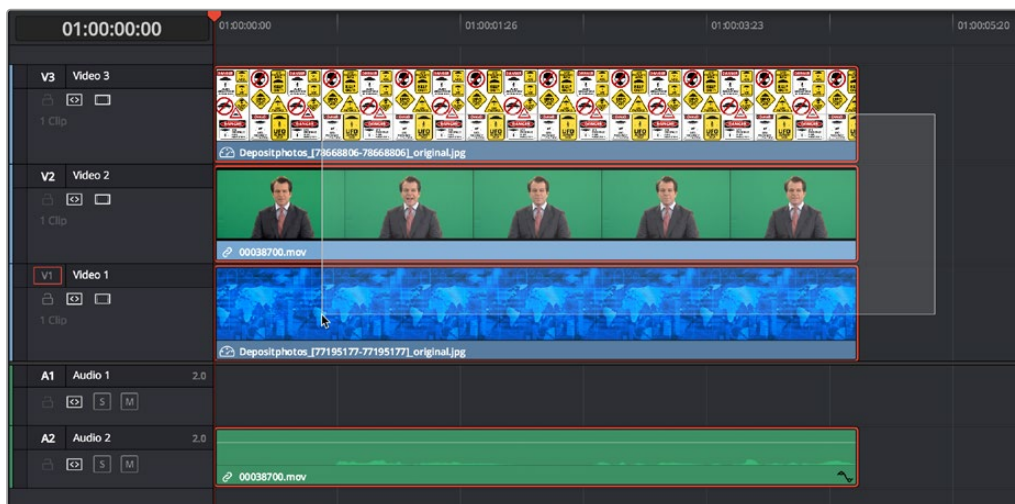 01:00:00:00
01:00:00:00 01:00:01:26 01:00:03:23 01:00:05:20
V3 Video 3
1 Clip
Depositphotos_[78668806-78668806]_original.jpg
V2 Video 2
1 Clip
00038700.mov
V1 Video 1
1 Clip
Depositphotos_[77195177-77195177]_original.jpg
A1 Audio 1 2.0
S M
A2 Audio 2 2.0
S M
00038700.mov